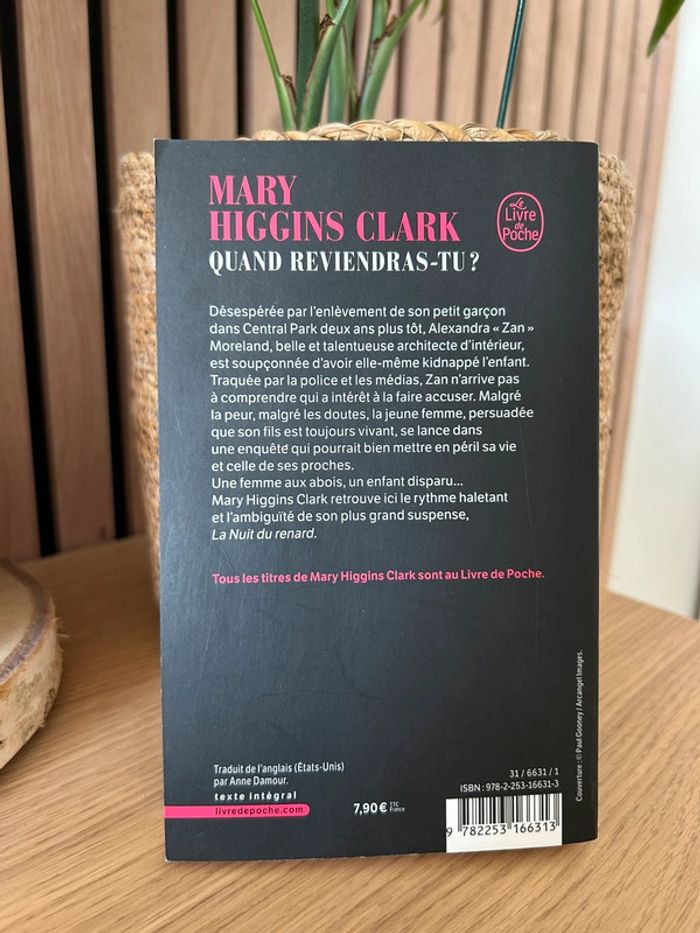 MARY
HIGGINS CLARK
QUAND REVIENDRAS-TU ?
Le
Livre
de
Poche
Désespérée par l'enlèvement de son petit garçon
dans Central Park deux ans plus tôt, Alexandra « Zan »
Moreland, belle et talentueuse architecte d'intérieur,
est soupçonnée d'avoir elle-même kidnappé l'enfant.
Traquée par la police et les médias, Zan n'arrive pas
à comprendre qui a intérêt à la faire accuser. Malgré
la peur, malgré les doutes, la jeune femme, persuadée
que son fils est toujours vivant, se lance dans
une enquête qui pourrait bien mettre en péril sa vie
et celle de ses proches.
Une femme aux abois, un enfant disparu...
Mary Higgins Clark retrouve ici le rythme haletant
et l'ambiguïté de son plus grand suspense,
La Nuit du renard.
Tous les titres de Mary Higgins Clark sont au Livre de Poche.
Couverture : © Paul Gooney / Arcangel Images.
Traduit de l'anglais (États-Unis)
par Anne Damour.
texte intégral
livredepoche.com
7,90 € TTC
France
31 / 6631 / 1
ISBN : 978-2-253-16631-3
9 782253 166313